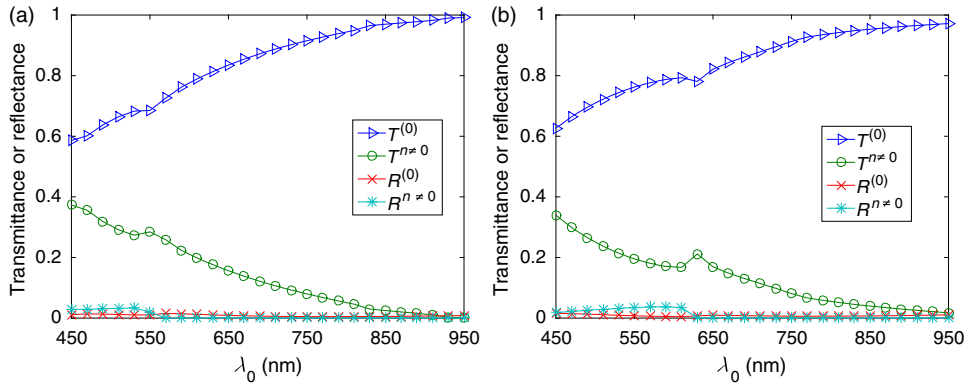 (a)
Transmittance or reflectance
1
0.8
0.6
0.4
0.2
0
450 550 650 750 850 950
λ₀ (nm)
T⁽⁰⁾
Tⁿ≠⁰
R⁽⁰⁾
Rⁿ≠⁰
(b)
Transmittance or reflectance
1
0.8
0.6
0.4
0.2
0
450 550 650 750 850 950
λ₀ (nm)
T⁽⁰⁾
Tⁿ≠⁰
R⁽⁰⁾
Rⁿ≠⁰